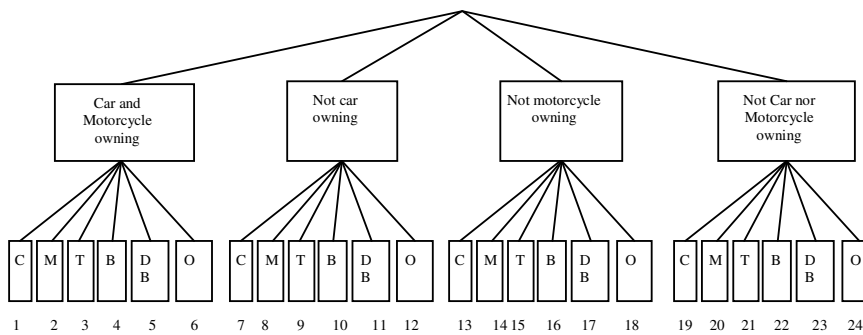 Car and
Motorcycle
owning
Not car
owning
Not motorcycle
owning
Not Car nor
Motorcycle
owning
C M T B D B O
C M T B D B O
C M T B D B O
C M T B D B O
1 2 3 4 5 6 7 8 9 10 11 12 13 14 15 16 17 18 19 20 21 22 23 24